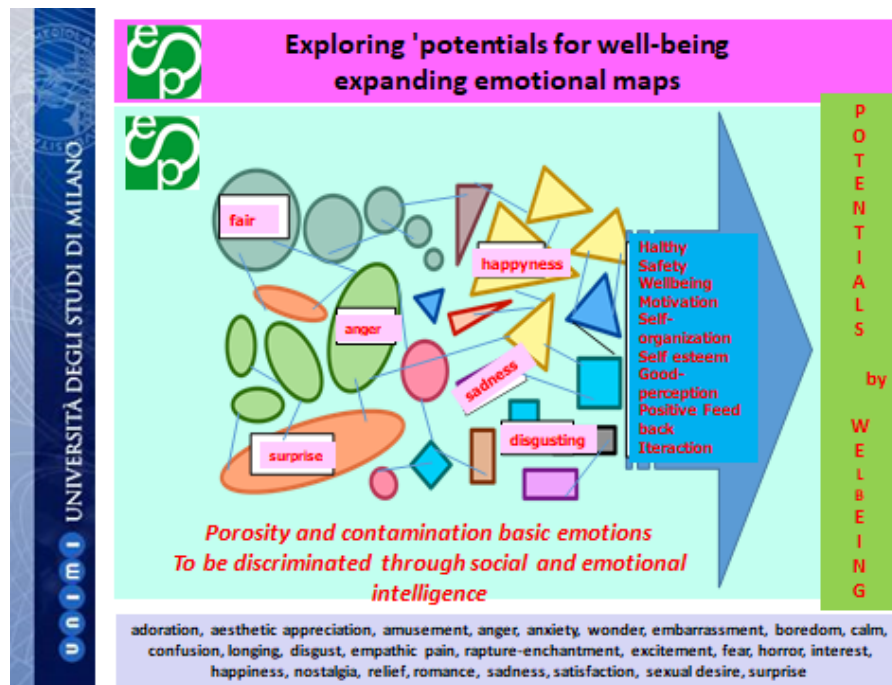 Exploring 'potentials for well-being
expanding emotional maps
esp
esp
UNIVERSITÀ DEGLI STUDI DI MILANO
unimi
fair
happyness
anger
sadness
surprise
disgusting
Halthy
Safety
Wellbeing
Motivation
Self-
organization
Self esteem
Good-
perception
Positive Feed
back
Iteraction
POTENTIALS
by
WELBEING
Porosity and contamination basic emotions
To be discriminated through social and emotional
intelligence
adoration, aesthetic appreciation, amusement, anger, anxiety, wonder, embarrassment, boredom, calm,
confusion, longing, disgust, empathic pain, rapture-enchantment, excitement, fear, horror, interest,
happiness, nostalgia, relief, romance, sadness, satisfaction, sexual desire, surprise